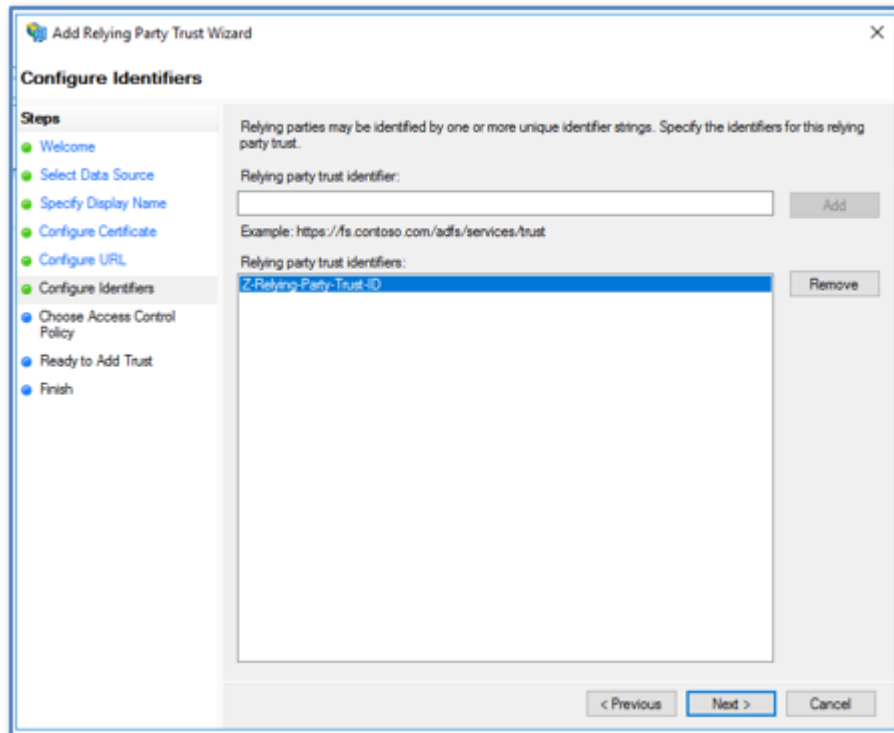 Add Relying Party Trust Wizard
Configure Identifiers
Steps
Welcome
Select Data Source
Specify Display Name
Configure Certificate
Configure URL
Configure Identifiers
Choose Access Control
Policy
Ready to Add Trust
Finish
Relying parties may be identified by one or more unique identifier strings. Specify the identifiers for this relying
party trust.
Relying party trust identifier:
Add
Example: https://fs.contoso.com/adfs/services/trust
Relying party trust identifiers:
Z-Relying-Party-Trust-ID
Remove
< Previous
Next >
Cancel